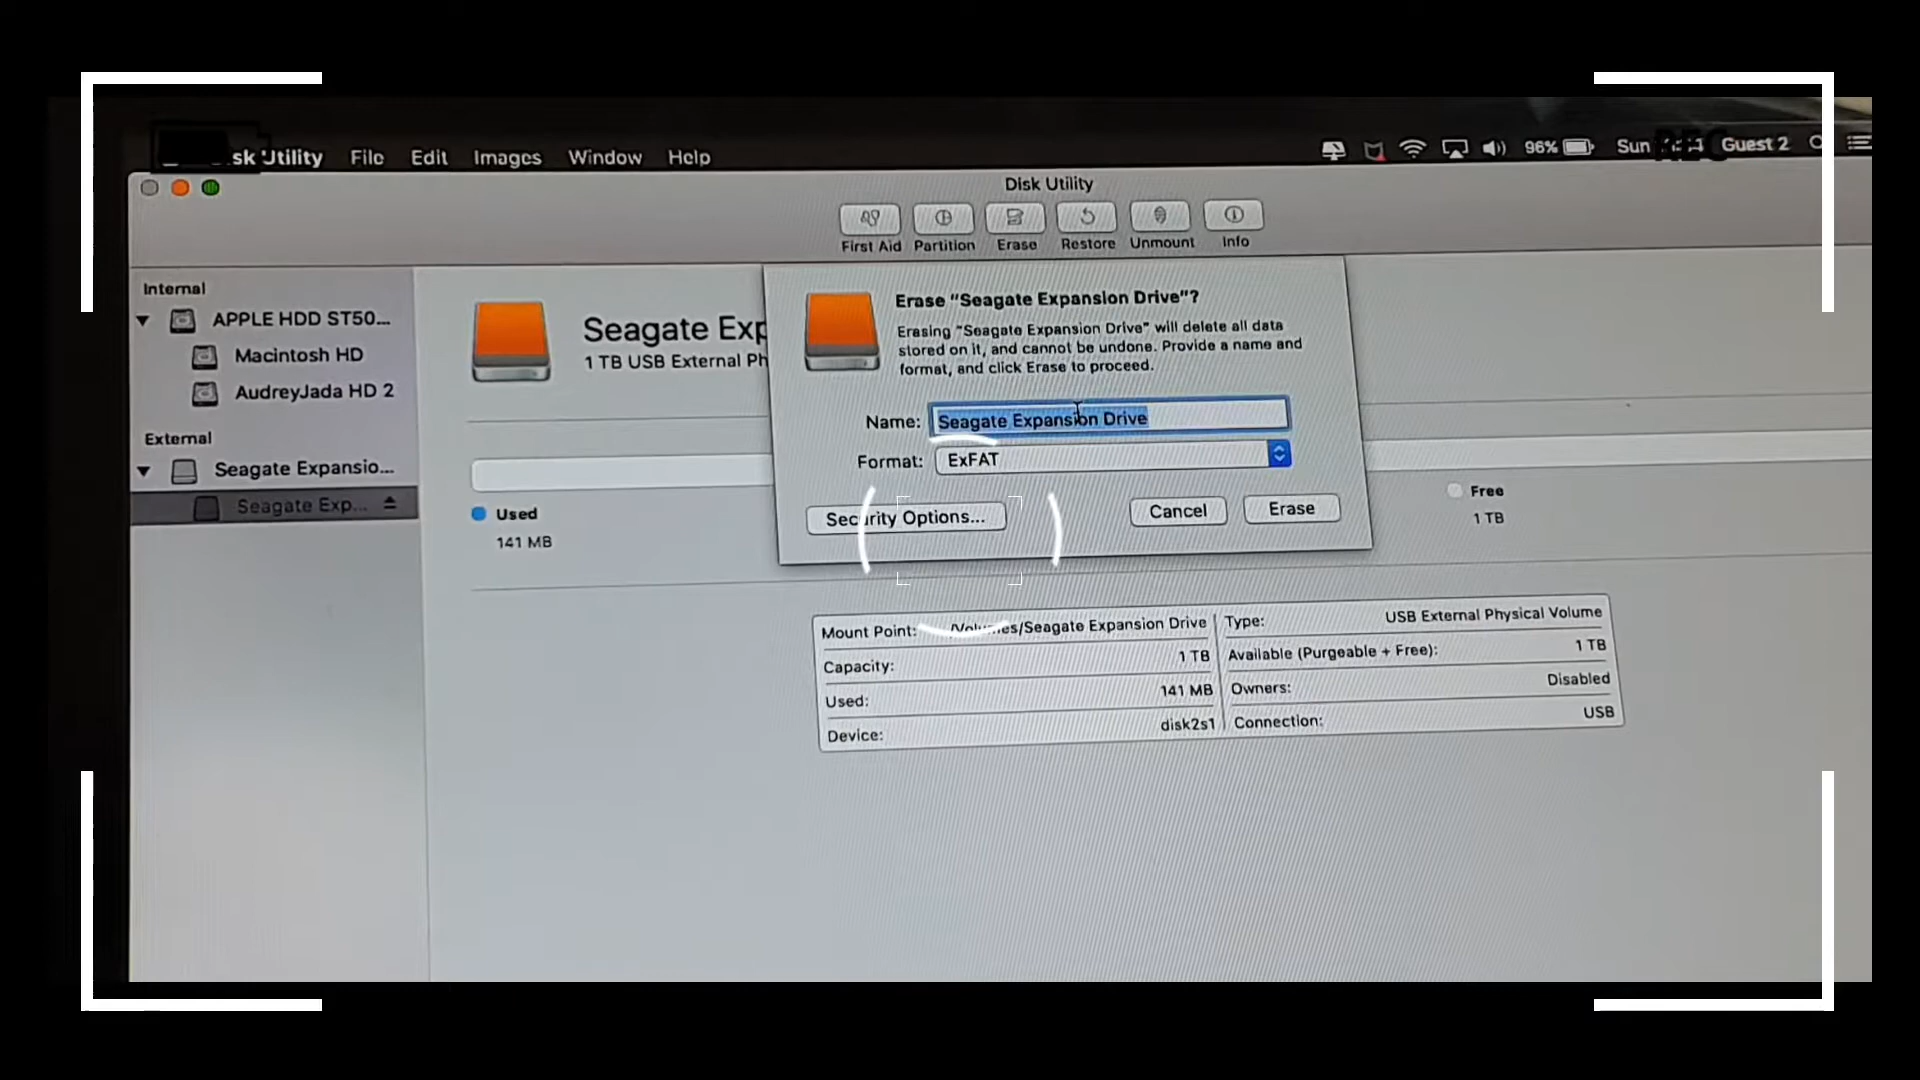 sk Utility File Edit Images Window Help 96% Sun Guest 2
Disk Utility
First Aid Partition Erase Restore Unmount Info
Internal
APPLE HDD ST50...
Macintosh HD
AudreyJada HD 2
External
Seagate Expansio...
Seagate Exp...
Seagate Exp
1 TB USB External Ph
Erase “Seagate Expansion Drive”?
Erasing “Seagate Expansion Drive” will delete all data
stored on it, and cannot be undone. Provide a name and
format, and click Erase to proceed.
Name: Seagate Expansion Drive
Format: ExFAT
Security Options... Cancel Erase
Used
141 MB
Free
1 TB
Mount Point: /Volumes/Seagate Expansion Drive
Capacity: 1 TB
Used: 141 MB
Device: disk2s1
Type: USB External Physical Volume
Available (Purgeable + Free): 1 TB
Owners: Disabled
Connection: USB